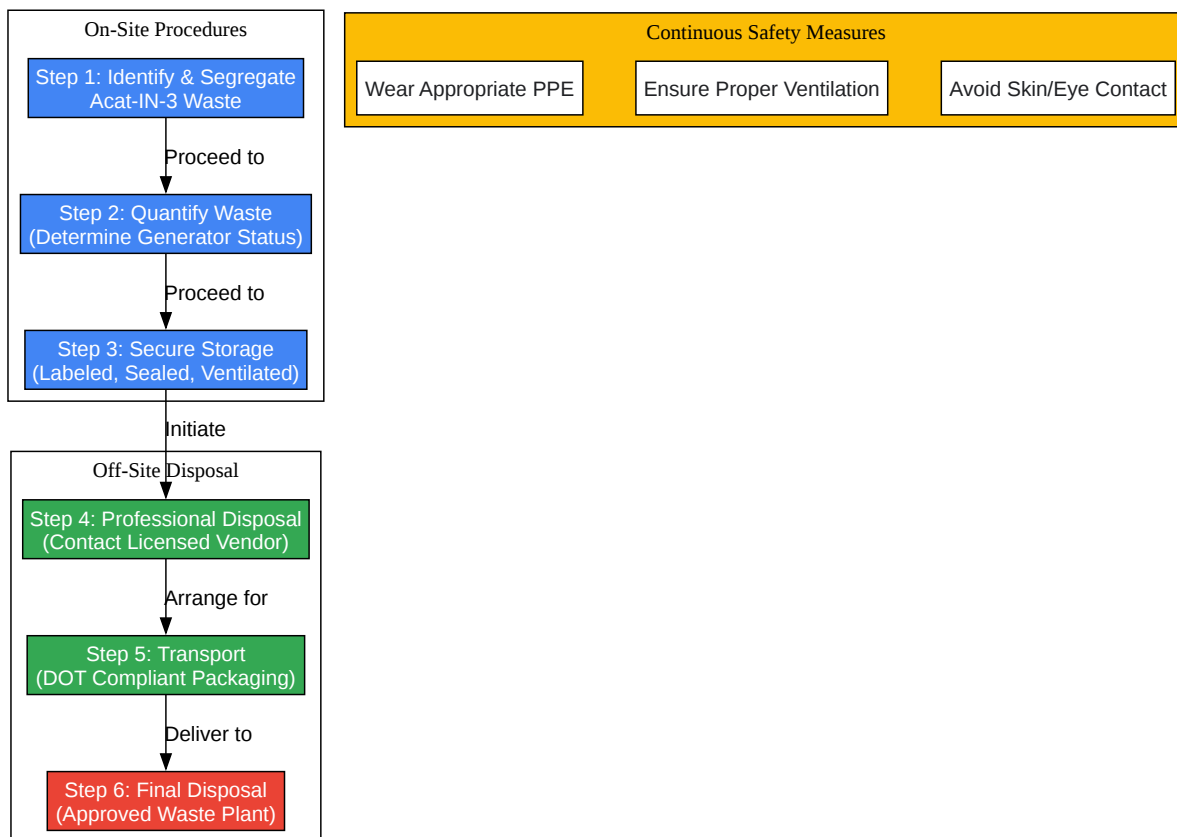 On-Site Procedures
Step 1: Identify & Segregate
Acat-IN-3 Waste
Proceed to
Step 2: Quantify Waste
(Determine Generator Status)
Proceed to
Step 3: Secure Storage
(Labeled, Sealed, Ventilated)
Initiate
Off-Site Disposal
Step 4: Professional Disposal
(Contact Licensed Vendor)
Arrange for
Step 5: Transport
(DOT Compliant Packaging)
Deliver to
Step 6: Final Disposal
(Approved Waste Plant)
Continuous Safety Measures
Wear Appropriate PPE
Ensure Proper Ventilation
Avoid Skin/Eye Contact